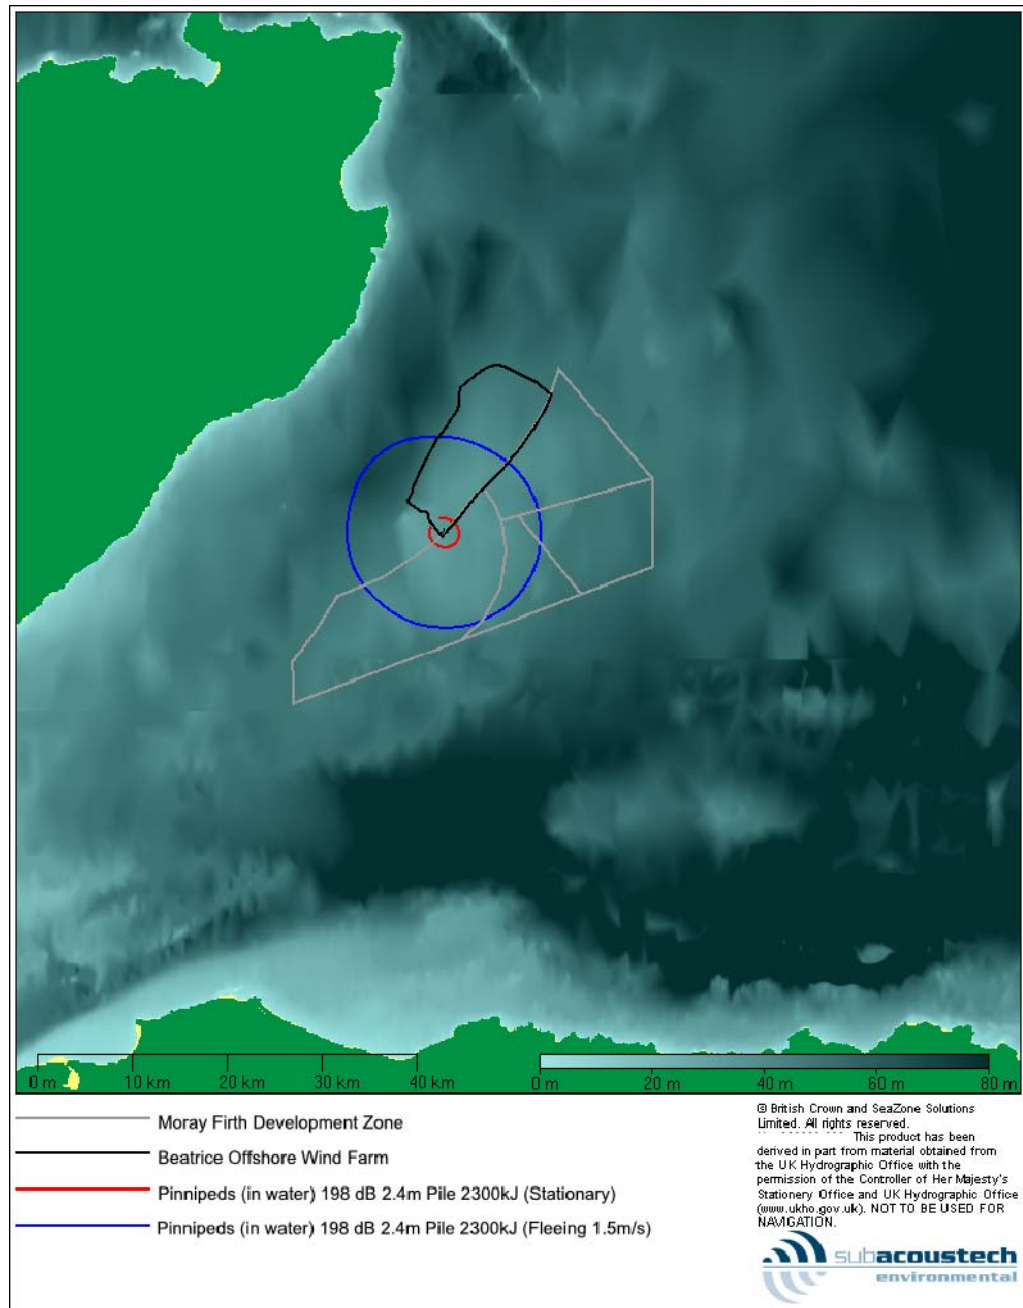 0 m 10 km 20 km 30 km 40 km
0 m 20 m 40 m 60 m 80 m
Moray Firth Development Zone
Beatrice Offshore Wind Farm
Pinnipeds (in water) 198 dB 2.4m Pile 2300kJ (Stationary)
Pinnipeds (in water) 198 dB 2.4m Pile 2300kJ (Fleeing 1.5m/s)
© British Crown and SeaZone Solutions
Limited. All rights reserved.
This product has been
derived in part from material obtained from
the UK Hydrographic Office with the
permission of the Controller of Her Majesty's
Stationery Office and UK Hydrographic Office
(www.ukho.gov.uk). NOT TO BE USED FOR
NAVIGATION.
subacoustech
environmental